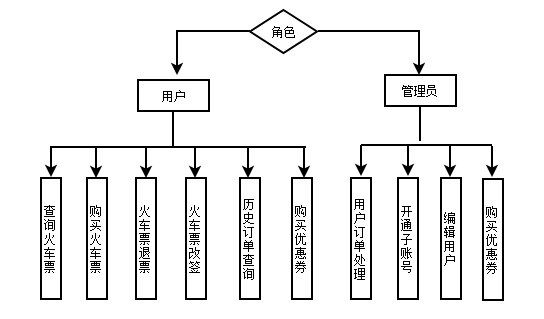 角色
用户
管理员
查询火车票
购买火车票
火车票退票
火车票改签
历史订单查询
购买优惠券
用户订单处理
开通子账号
编辑用户
购买优惠券